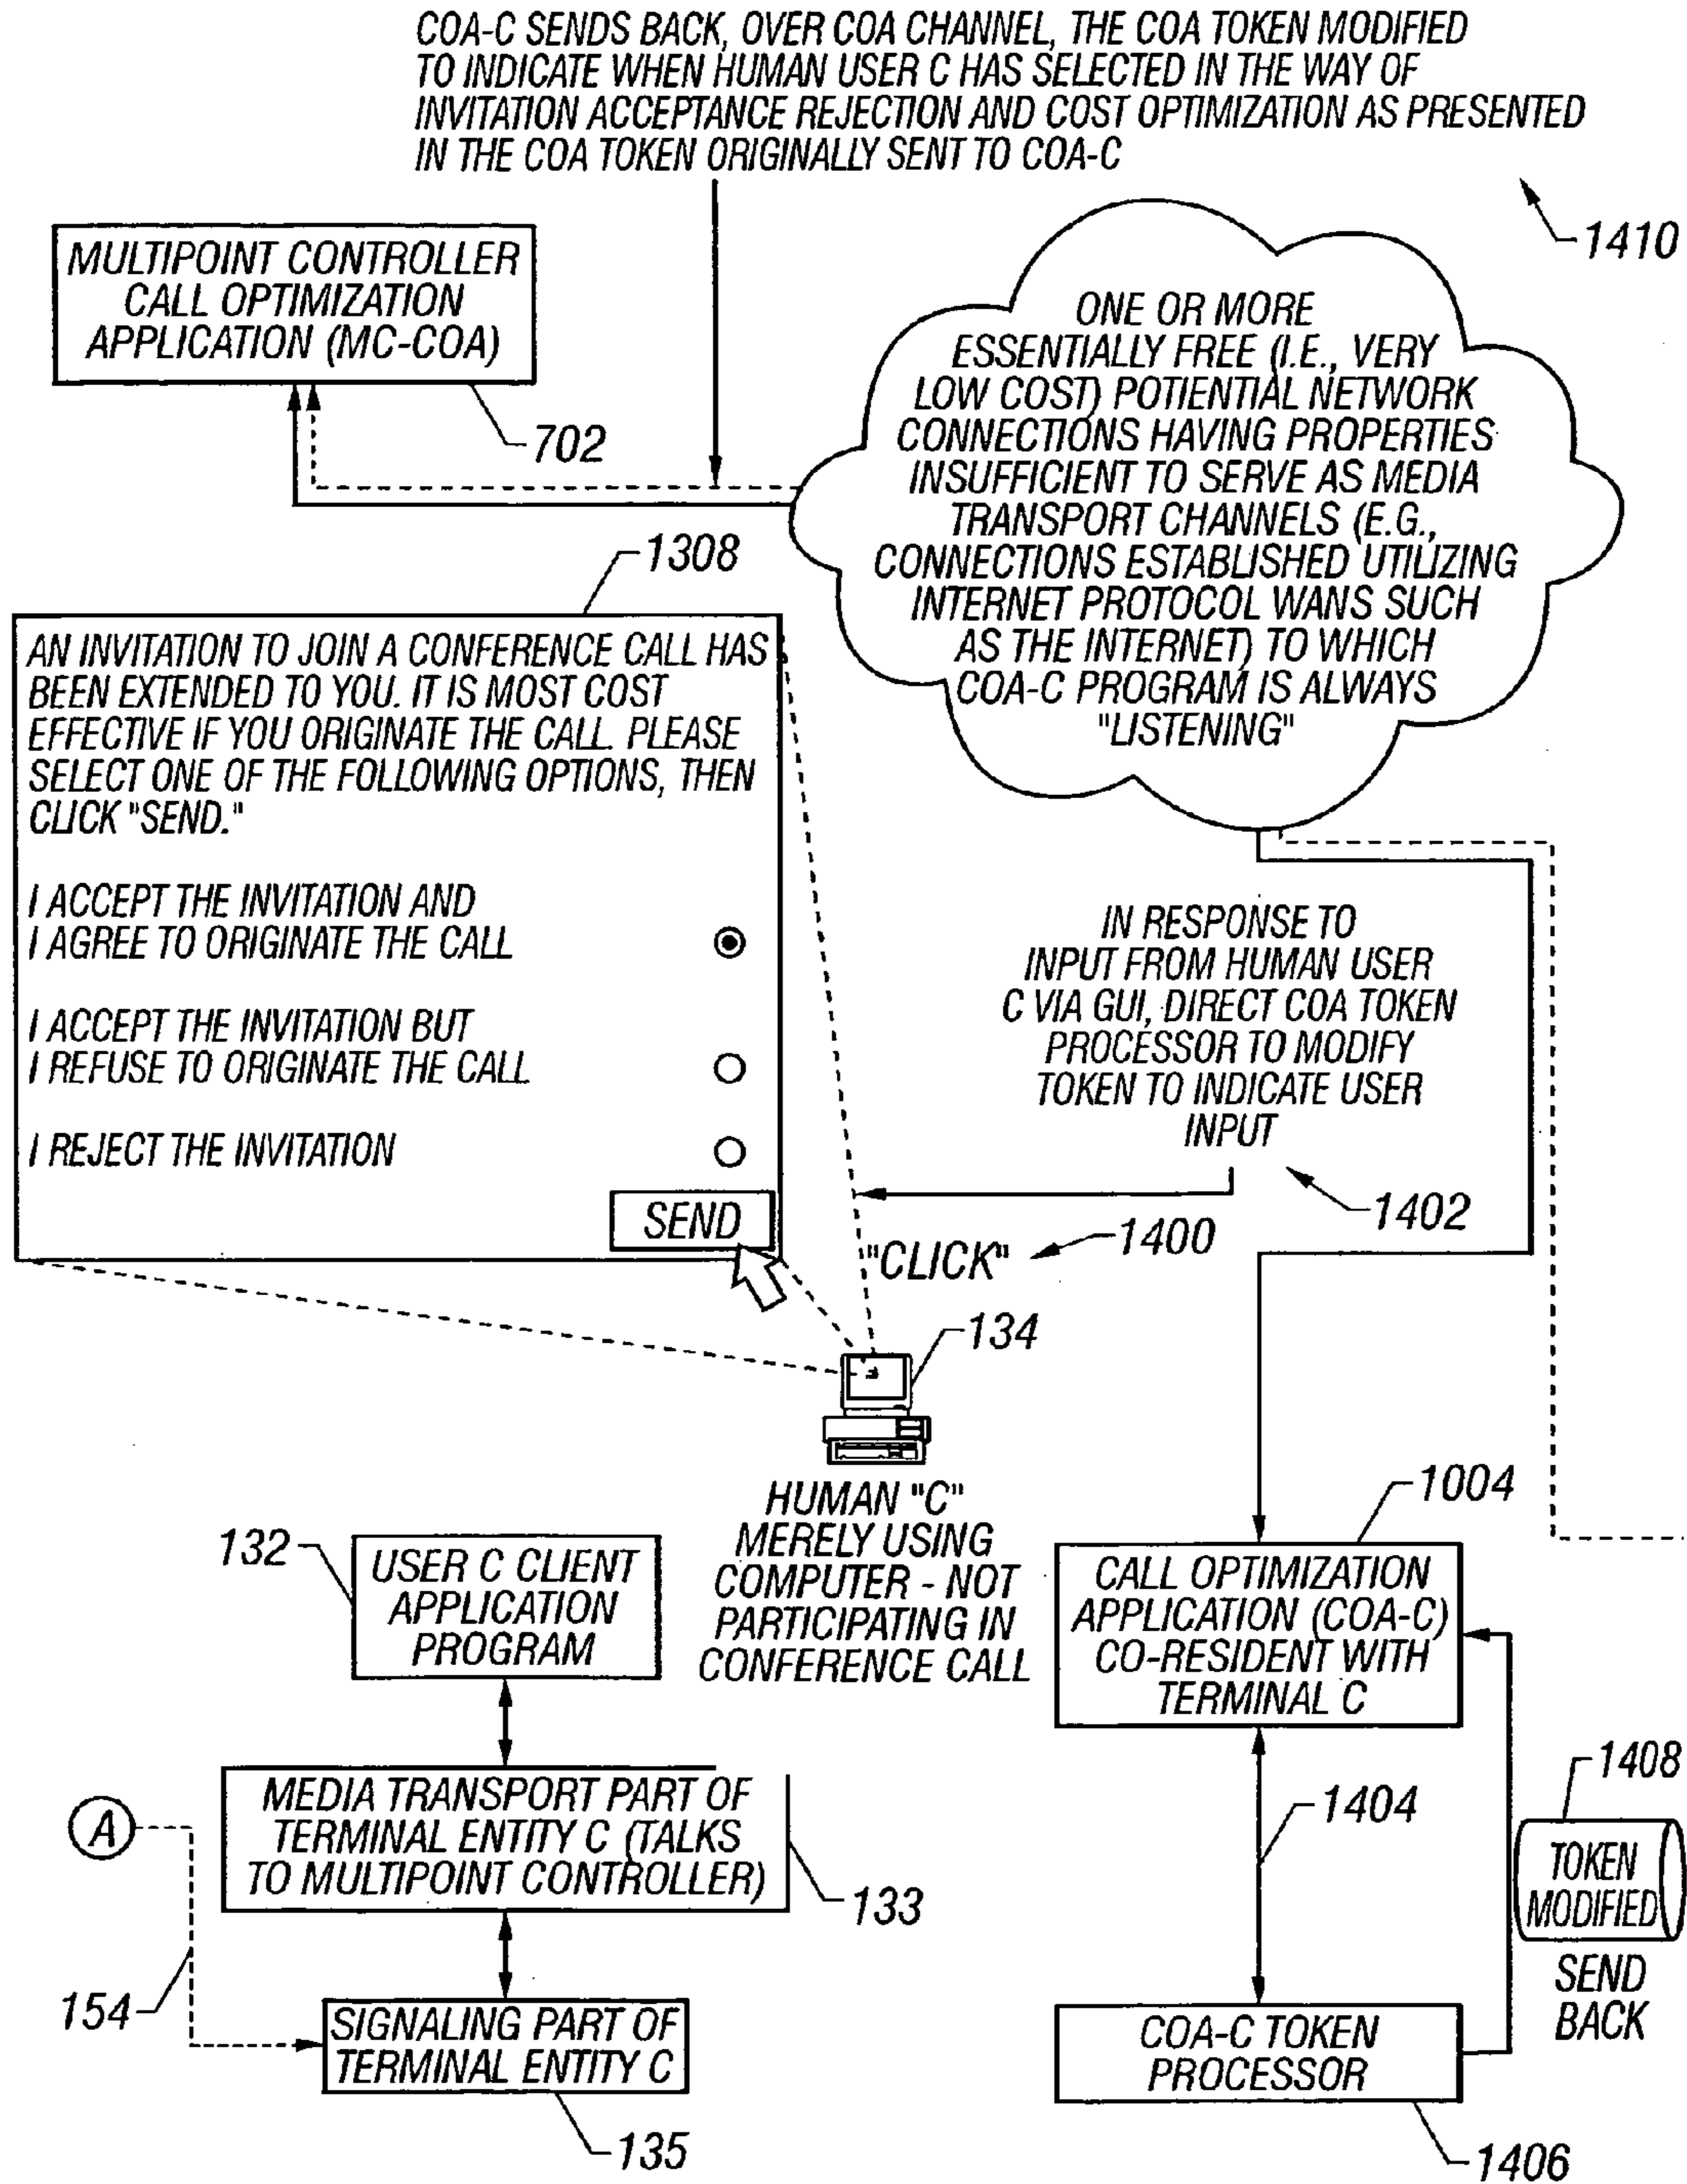 COA-C SENDS BACK, OVER COA CHANNEL, THE COA TOKEN MODIFIED
TO INDICATE WHEN HUMAN USER C HAS SELECTED IN THE WAY OF
INVITATION ACCEPTANCE REJECTION AND COST OPTIMIZATION AS PRESENTED
IN THE COA TOKEN ORIGINALLY SENT TO COA-C
1410
MULTIPOINT CONTROLLER
CALL OPTIMIZATION
APPLICATION (MC-COA)
702
ONE OR MORE
ESSENTIALLY FREE (I.E., VERY
LOW COST) POTIENTIAL NETWORK
CONNECTIONS HAVING PROPERTIES
INSUFFICIENT TO SERVE AS MEDIA
TRANSPORT CHANNELS (E.G.,
CONNECTIONS ESTABLISHED UTILIZING
INTERNET PROTOCOL WANS SUCH
AS THE INTERNET) TO WHICH
COA-C PROGRAM IS ALWAYS
"LISTENING"
1308
AN INVITATION TO JOIN A CONFERENCE CALL HAS
BEEN EXTENDED TO YOU. IT IS MOST COST
EFFECTIVE IF YOU ORIGINATE THE CALL. PLEASE
SELECT ONE OF THE FOLLOWING OPTIONS, THEN
CLICK "SEND."
I ACCEPT THE INVITATION AND
I AGREE TO ORIGINATE THE CALL
I ACCEPT THE INVITATION BUT
I REFUSE TO ORIGINATE THE CALL
I REJECT THE INVITATION
SEND
IN RESPONSE TO
INPUT FROM HUMAN USER
C VIA GUI, DIRECT COA TOKEN
PROCESSOR TO MODIFY
TOKEN TO INDICATE USER
INPUT
1402
"CLICK"
1400
134
HUMAN "C"
MERELY USING
COMPUTER - NOT
PARTICIPATING IN
CONFERENCE CALL
132
USER C CLIENT
APPLICATION
PROGRAM
1004
CALL OPTIMIZATION
APPLICATION (COA-C)
CO-RESIDENT WITH
TERMINAL C
A
MEDIA TRANSPORT PART OF
TERMINAL ENTITY C (TALKS
TO MULTIPOINT CONTROLLER)
133
1404
1408
TOKEN
MODIFIED
SEND
BACK
154
SIGNALING PART OF
TERMINAL ENTITY C
135
COA-C TOKEN
PROCESSOR
1406